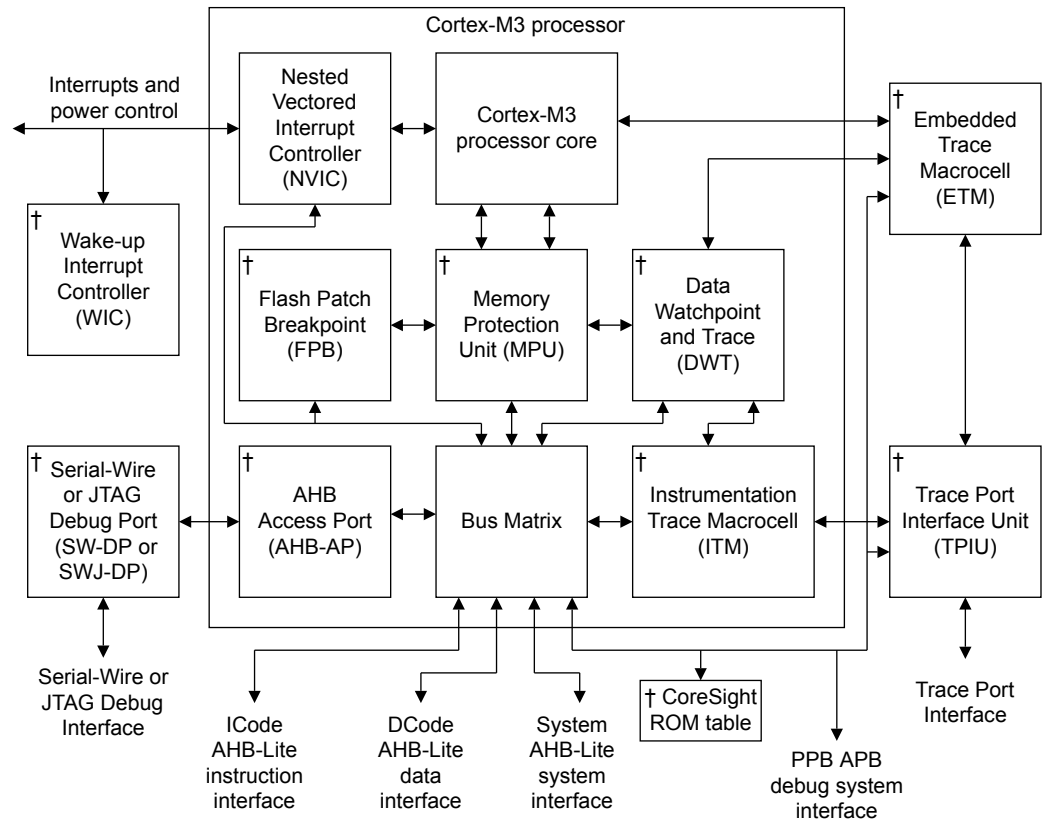 Cortex-M3 processor
Interrupts and
power control
Nested
Vectored
Interrupt
Controller
(NVIC)
Cortex-M3
processor core
†
Embedded
Trace
Macrocell
(ETM)
†
Wake-up
Interrupt
Controller
(WIC)
†
Flash Patch
Breakpoint
(FPB)
†
Memory
Protection
Unit (MPU)
†
Data
Watchpoint
and Trace
(DWT)
†
Serial-Wire
or JTAG
Debug Port
(SW-DP or
SWJ-DP)
†
AHB
Access Port
(AHB-AP)
Bus Matrix
†
Instrumentation
Trace Macrocell
(ITM)
†
Trace Port
Interface Unit
(TPIU)
Serial-Wire or
JTAG Debug
Interface
ICode
AHB-Lite
instruction
interface
DCode
AHB-Lite
data
interface
System
AHB-Lite
system
interface
† CoreSight
ROM table
PPB APB
debug system
interface
Trace Port
Interface